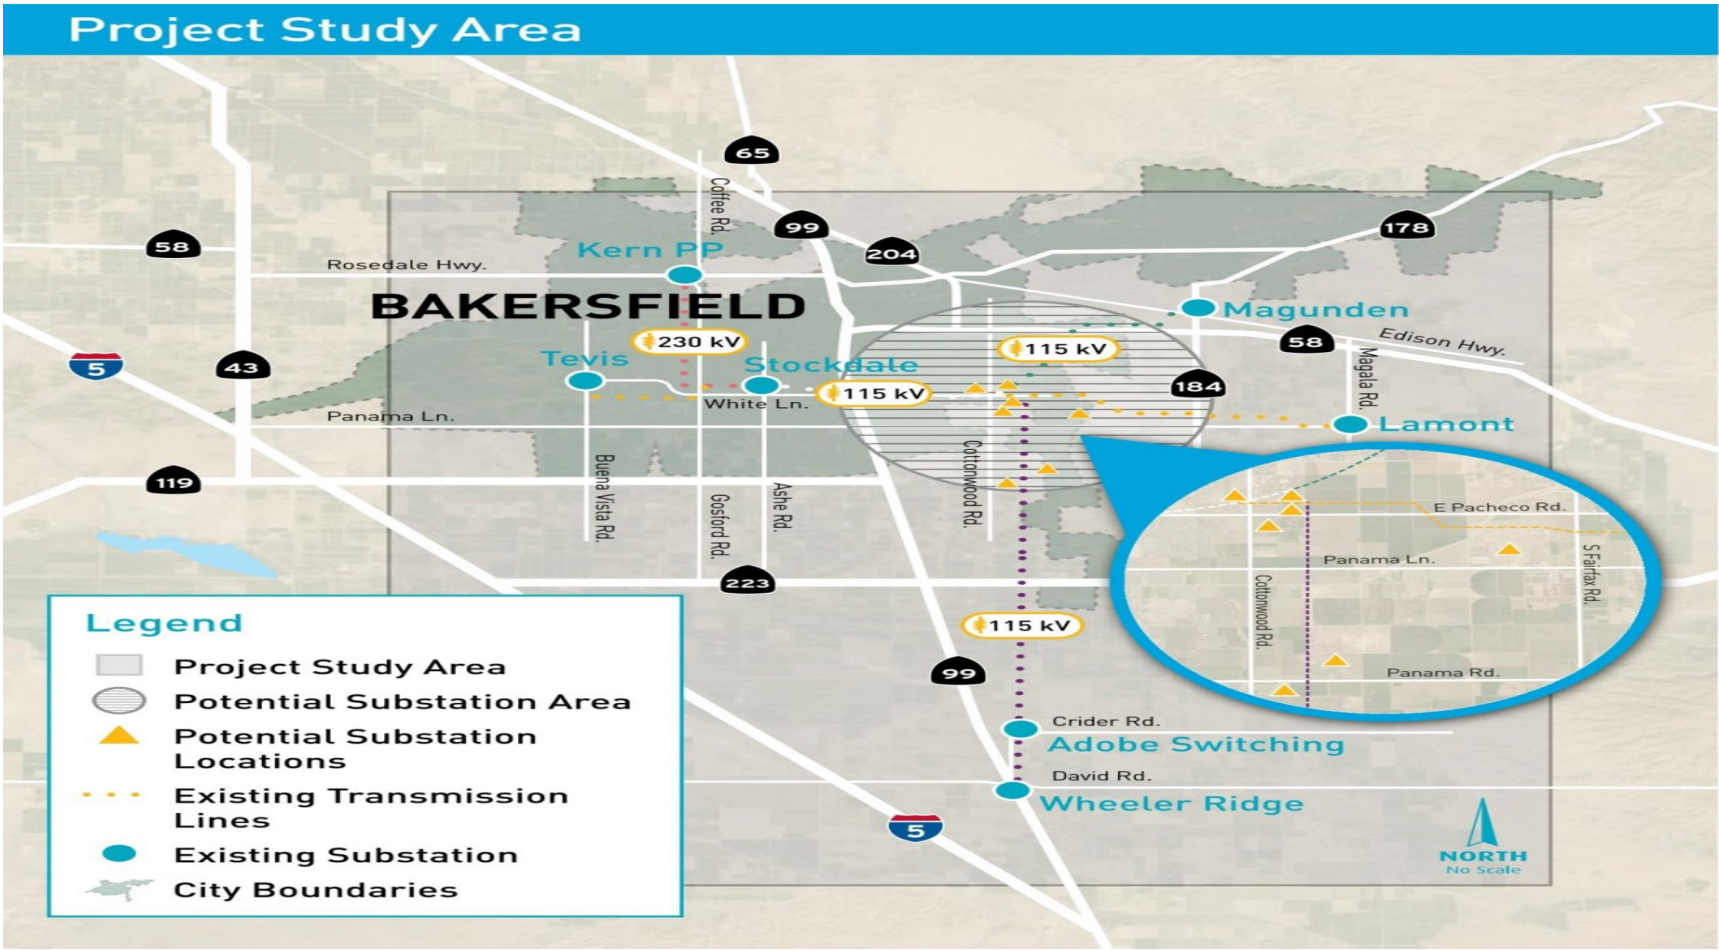 Project Study Area
65
Coffee Rd.
99
58
204
178
Kern PP
Rosedale Hwy.
BAKERSFIELD
Magunden
230 kV
115 kV
58
Edison Hwy.
Tevis
Stockdale
5
43
115 kV
184
Magala Rd.
White Ln.
Panama Ln.
Lamont
119
Buena Vista Rd.
Gosford Rd.
Ashe Rd.
Cottonwood Rd.
E Pacheco Rd.
Panama Ln.
S Fairfax Rd.
Cottonwood Rd.
Panama Rd.
223
115 kV
99
Crider Rd.
Adobe Switching
David Rd.
Wheeler Ridge
5
NORTH
No Scale
Legend
Project Study Area
Potential Substation Area
Potential Substation
Locations
Existing Transmission
Lines
Existing Substation
City Boundaries